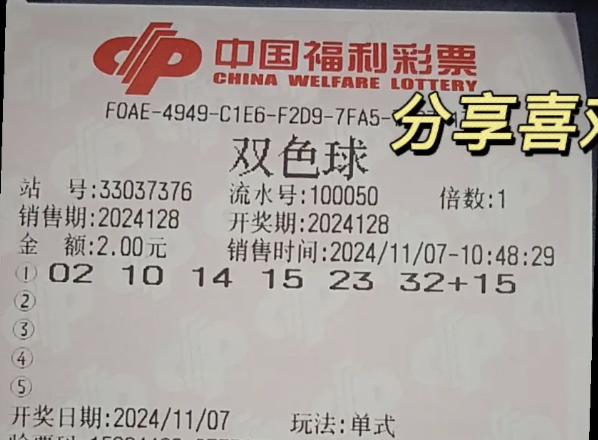 中国福利彩票
CHINA WELFARE LOTTERY
F0AE-4949-C1E6-F2D9-7FA5-
分享喜
双色球
站 号:33037376 流水号:100050 倍数:1
销售期:2024128 开奖期:2024128
金 额:2.00元 销售时间:2024/11/07-10:48:29
① 02 10 14 15 23 32+15
②
③
④
⑤
开奖日期:2024/11/07 玩法:单式